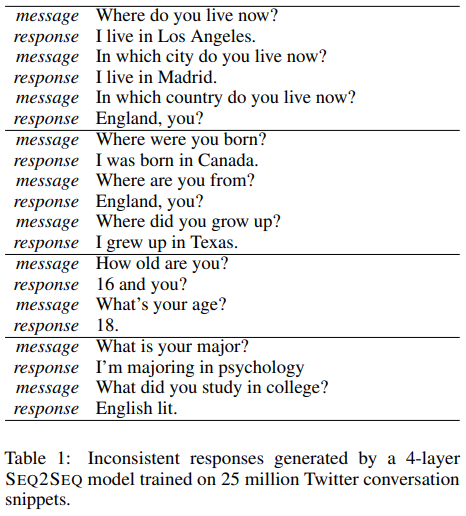 message Where do you live now?
response I live in Los Angeles.
message In which city do you live now?
response I live in Madrid.
message In which country do you live now?
response England, you?
message Where were you born?
response I was born in Canada.
message Where are you from?
response England, you?
message Where did you grow up?
response I grew up in Texas.
message How old are you?
response 16 and you?
message What's your age?
response 18.
message What is your major?
response I'm majoring in psychology
message What did you study in college?
response English lit.
Table 1: Inconsistent responses generated by a 4-layer
SEQ2SEQ model trained on 25 million Twitter conversation
snippets.